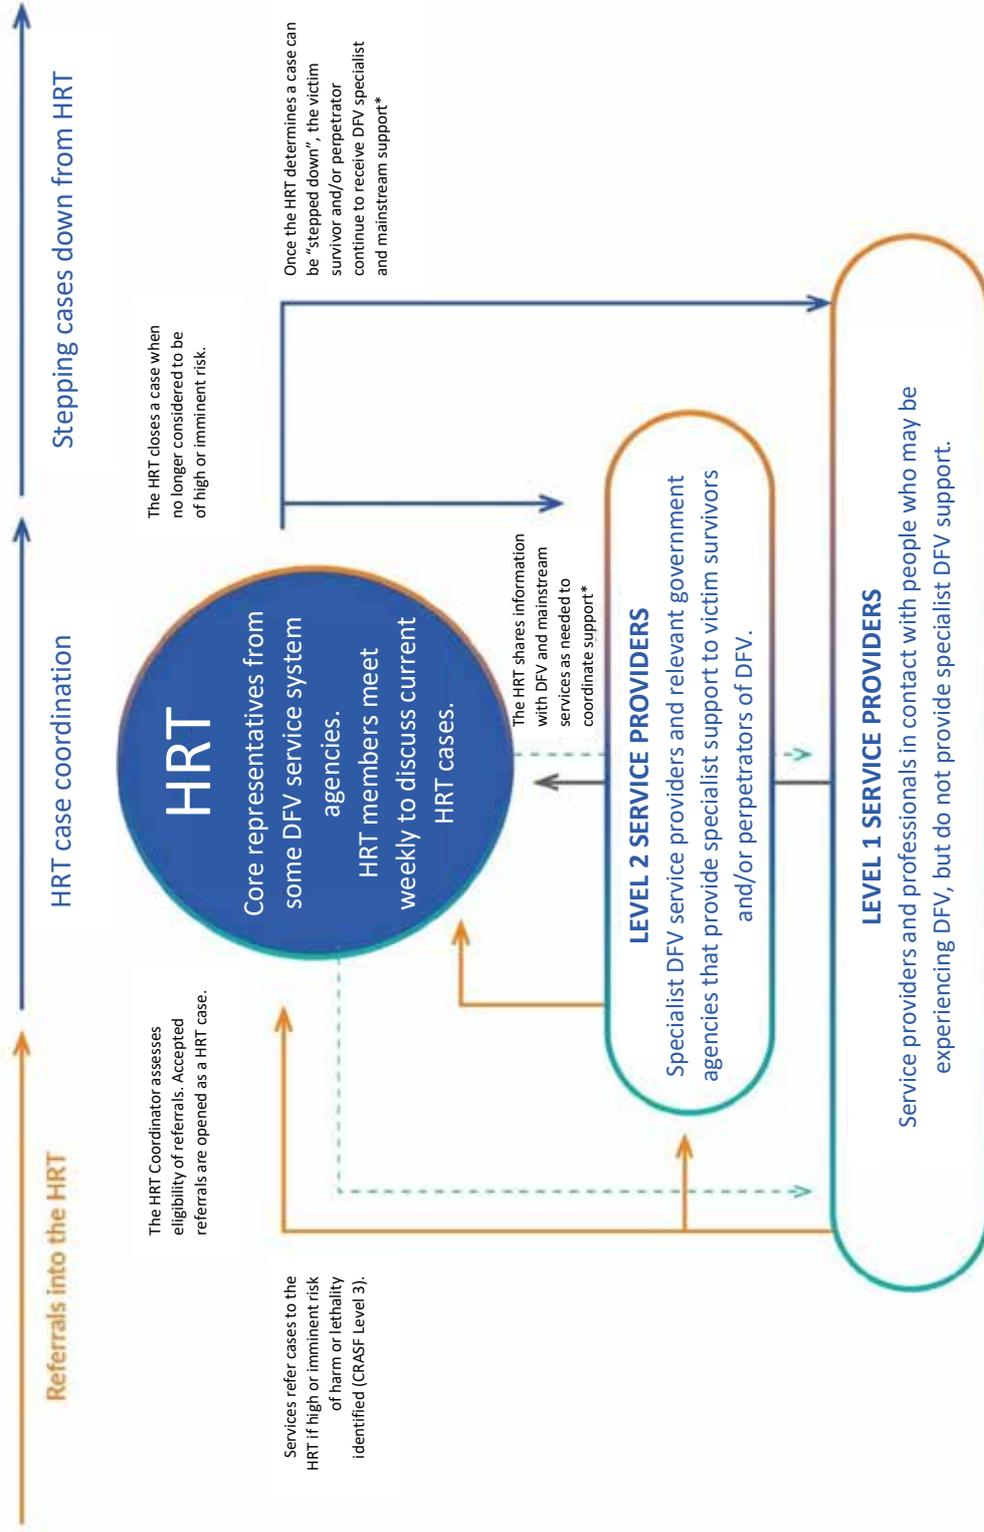 Referrals into the HRT
HRT case coordination
Stepping cases down from HRT
Services refer cases to the
HRT if high or imminent risk
of harm or lethality
identified (CRASF Level 3).
The HRT Coordinator assesses
eligibility of referrals. Accepted
referrals are opened as a HRT case.
HRT
Core representatives from
some DFV service system
agencies.
HRT members meet
weekly to discuss current
HRT cases.
The HRT closes a case when
no longer considered to be
of high or imminent risk.
Once the HRT determines a case can
be “stepped down”, the victim
survivor and/or perpetrator
continue to receive DFV specialist
and mainstream support*
The HRT shares information
with DFV and mainstream
services as needed to
coordinate support*
LEVEL 2 SERVICE PROVIDERS
Specialist DFV service providers and relevant government
agencies that provide specialist support to victim survivors
and/or perpetrators of DFV.
LEVEL 1 SERVICE PROVIDERS
Service providers and professionals in contact with people who may be
experiencing DFV, but do not provide specialist DFV support.